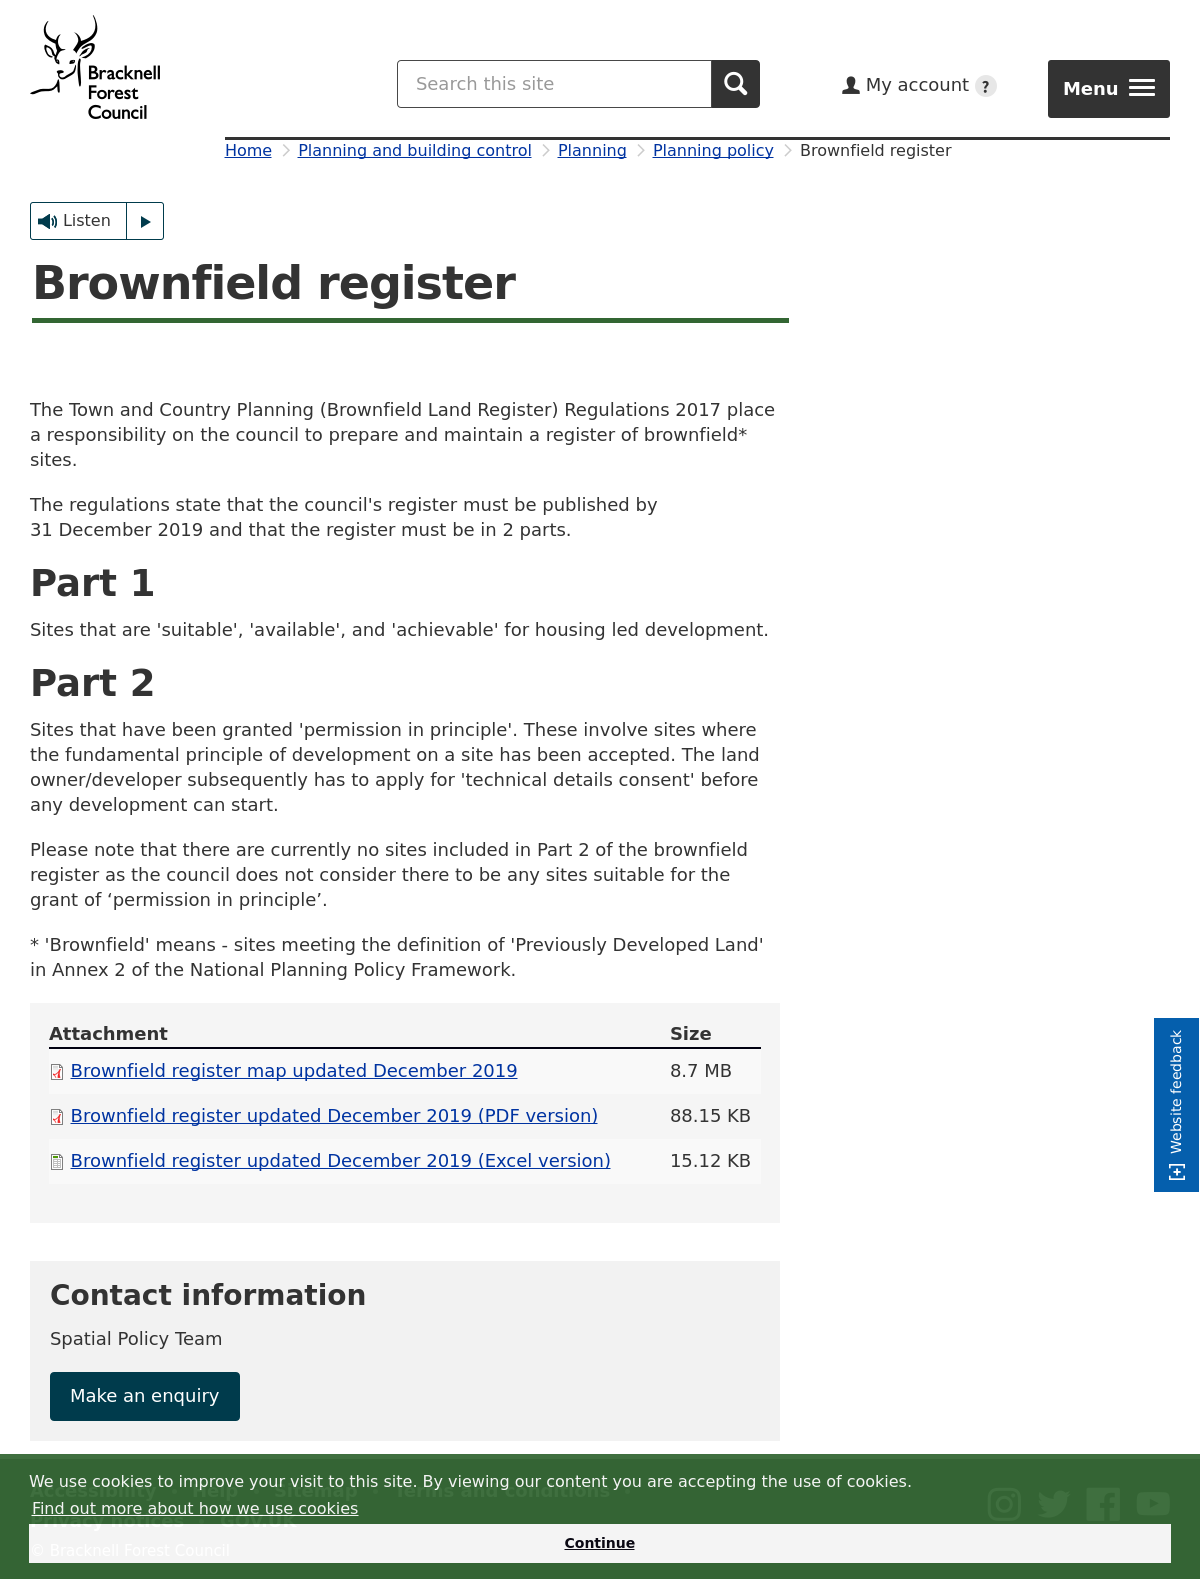 Bracknell
Forest
Council
Search this site
My account ?
Menu
Home Planning and building control Planning Planning policy Brownfield register
Listen
Brownfield register
The Town and Country Planning (Brownfield Land Register) Regulations 2017 place
a responsibility on the council to prepare and maintain a register of brownfield*
sites.
The regulations state that the council's register must be published by
31 December 2019 and that the register must be in 2 parts.
Part 1
Sites that are 'suitable', 'available', and 'achievable' for housing led development.
Part 2
Sites that have been granted 'permission in principle'. These involve sites where
the fundamental principle of development on a site has been accepted. The land
owner/developer subsequently has to apply for 'technical details consent' before
any development can start.
Please note that there are currently no sites included in Part 2 of the brownfield
register as the council does not consider there to be any sites suitable for the
grant of ‘permission in principle’.
* 'Brownfield' means - sites meeting the definition of 'Previously Developed Land'
in Annex 2 of the National Planning Policy Framework.
Attachment Size
Brownfield register map updated December 2019 8.7 MB
Brownfield register updated December 2019 (PDF version) 88.15 KB
Brownfield register updated December 2019 (Excel version) 15.12 KB
[+] Website feedback
Contact information
Spatial Policy Team
Make an enquiry
We use cookies to improve your visit to this site. By viewing our content you are accepting the use of cookies.
Accessibility Help Sitemap Terms and conditions
Find out more about how we use cookies
Privacy notices GOV.UK
Continue
© Bracknell Forest Council